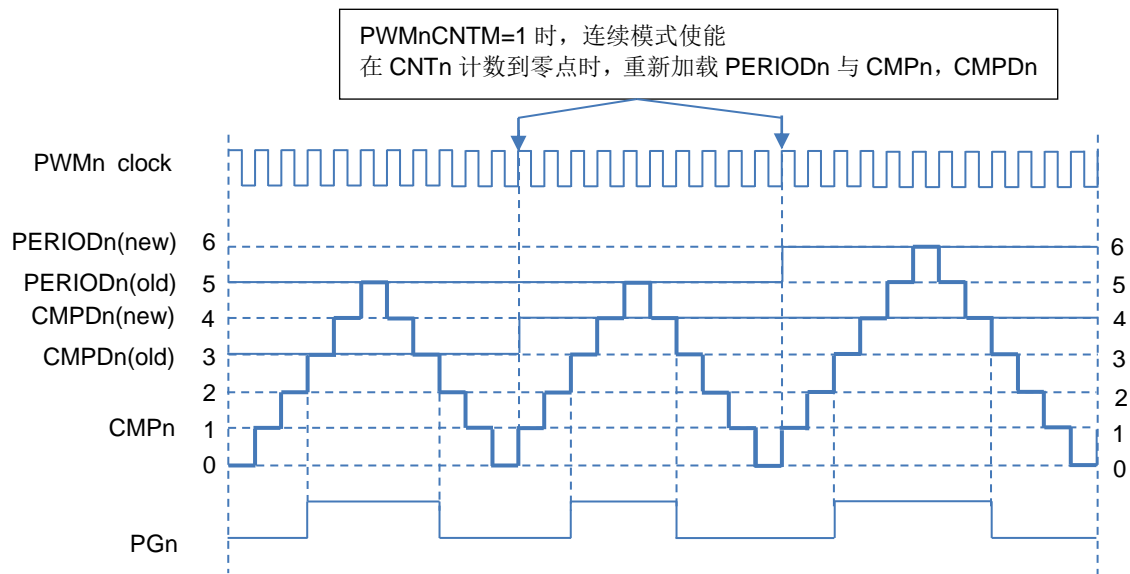 PWMnCNTM=1 时，连续模式使能
在 CNTn 计数到零点时，重新加载 PERIODn 与 CMPn，CMPDn
PWMn clock
PERIODn(new) 6 6
PERIODn(old) 5 5
CMPDn(new) 4 4
CMPDn(old) 3 3
2 2
CMPn 1 1
0 0
PGn